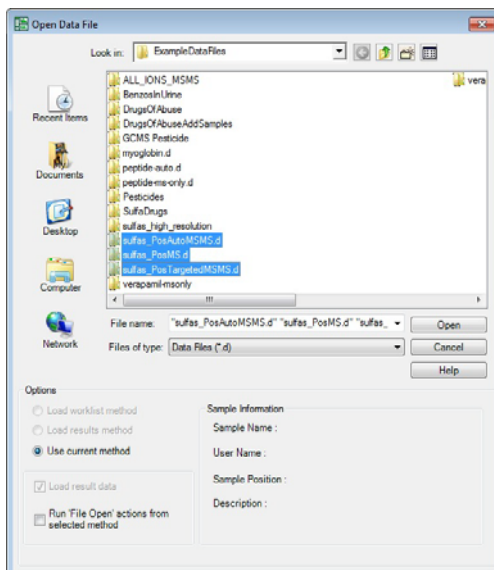 Open Data File
Look in: ExampleDataFiles
Recent Items
Documents
Desktop
Computer
Network
ALL_IONS_MSMS
BenzosInUrine
DrugsOfAbuse
DrugsOfAbuseAddSamples
GCMS Pesticide
myoglobin.d
peptide-auto.d
peptide-ms-only.d
Pesticides
SulfaDrugs
sulfas_high_resolution
sulfas_PosAutoMSMS.d
sulfas_PosMS.d
sulfas_PosTargetedMSMS.d
verapamil-msonly
vera
File name: "sulfas_PosAutoMSMS.d" "sulfas_PosMS.d" "sulfas_ Open
Files of type: Data Files (*.d) Cancel
Help
Options
Load worklist method
Load results method
Use current method
Load result data
Run 'File Open' actions from
selected method
Sample Information
Sample Name :
User Name :
Sample Position :
Description :